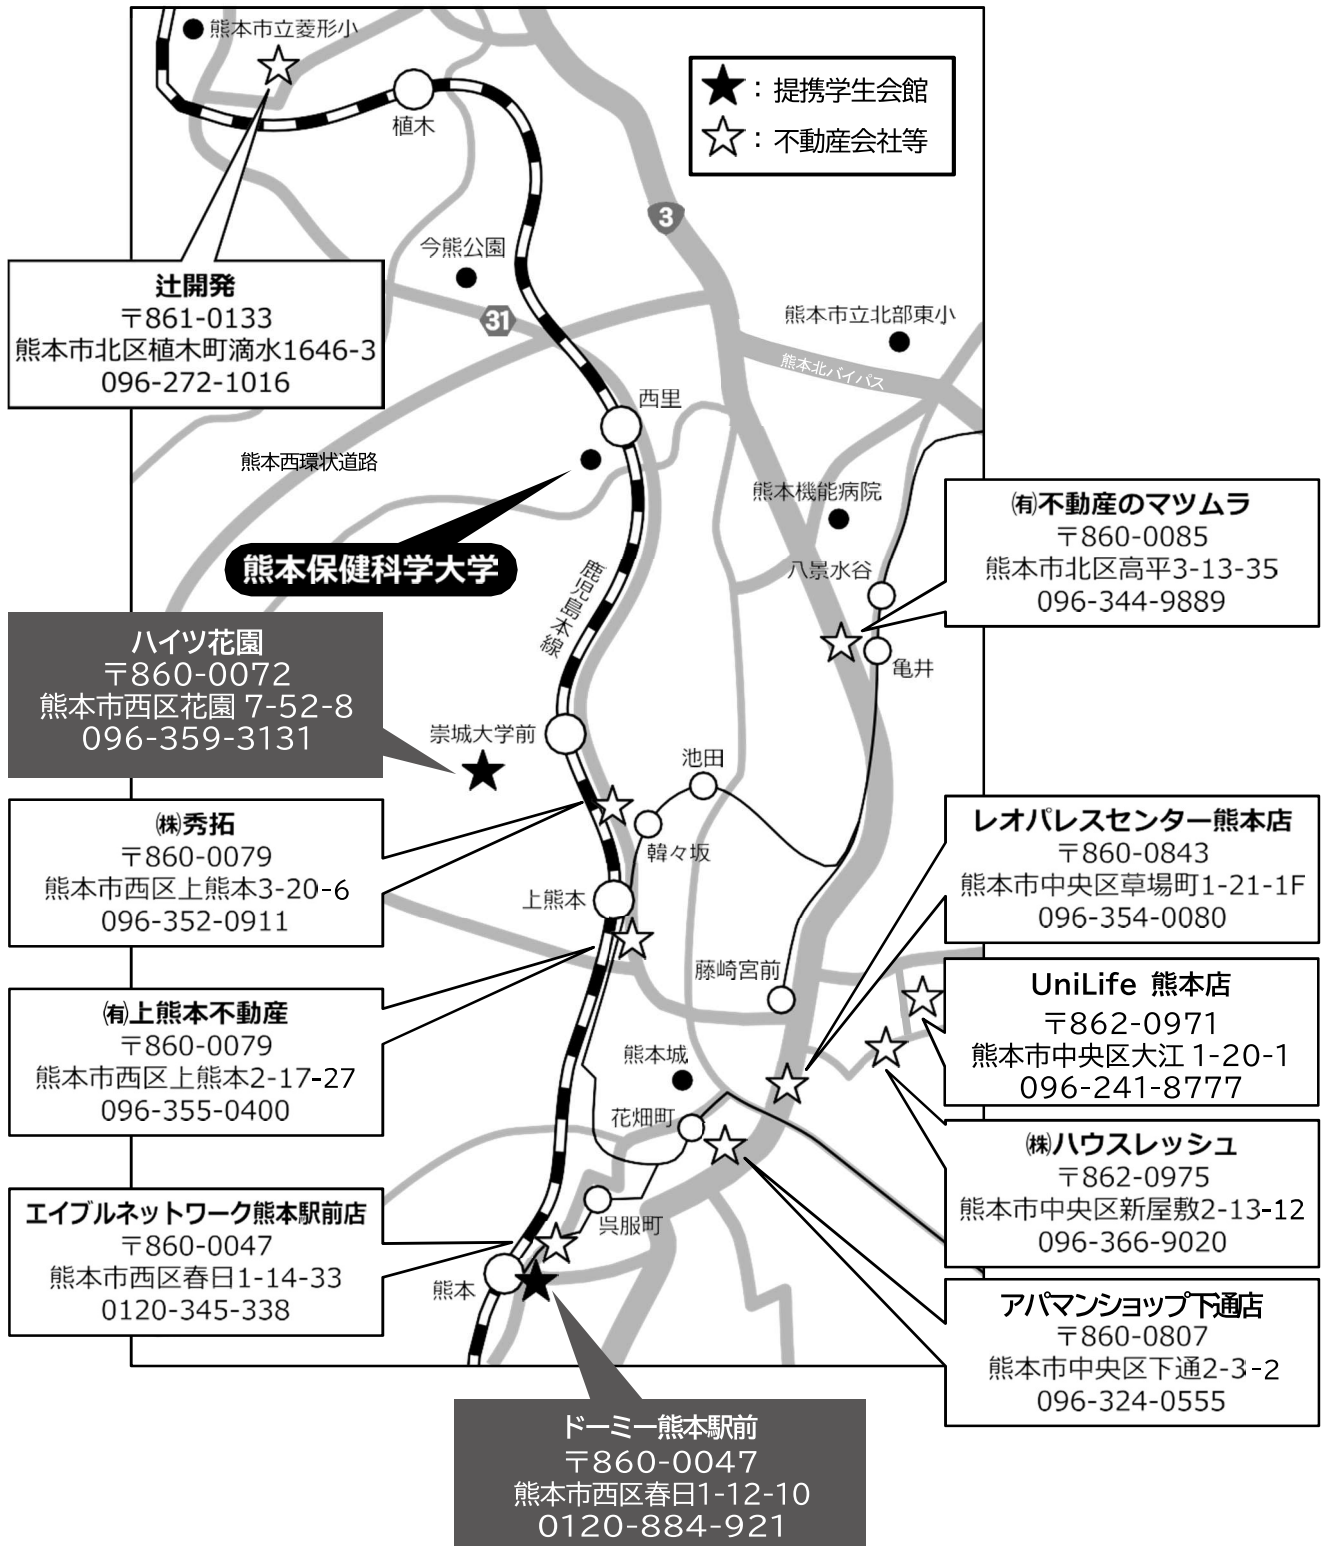 熊本市立菱形小
★：提携学生会館
☆：不動産会社等
植木
3
今熊公園
31
熊本市立北部東小
熊本北バイパス
辻開発
〒861-0133
熊本市北区植木町滴水1646-3
096-272-1016
西里
熊本西環状道路
熊本機能病院
熊本保健科学大学
鹿児島本線
八景水谷
㈲不動産のマツムラ
〒860-0085
熊本市北区高平3-13-35
096-344-9889
亀井
ハイツ花園
〒860-0072
熊本市西区花園 7-52-8
096-359-3131
崇城大学前
池田
韓々坂
㈱秀拓
〒860-0079
熊本市西区上熊本3-20-6
096-352-0911
上熊本
レオパレスセンター熊本店
〒860-0843
熊本市中央区草場町1-21-1F
096-354-0080
藤崎宮前
㈲上熊本不動産
〒860-0079
熊本市西区上熊本2-17-27
096-355-0400
UniLife 熊本店
〒862-0971
熊本市中央区大江 1-20-1
096-241-8777
熊本城
花畑町
㈱ハウスレッシュ
〒862-0975
熊本市中央区新屋敷2-13-12
096-366-9020
エイブルネットワーク熊本駅前店
〒860-0047
熊本市西区春日1-14-33
0120-345-338
呉服町
熊本
アパマンショップ下通店
〒860-0807
熊本市中央区下通2-3-2
096-324-0555
ドーミー熊本駅前
〒860-0047
熊本市西区春日1-12-10
0120-884-921